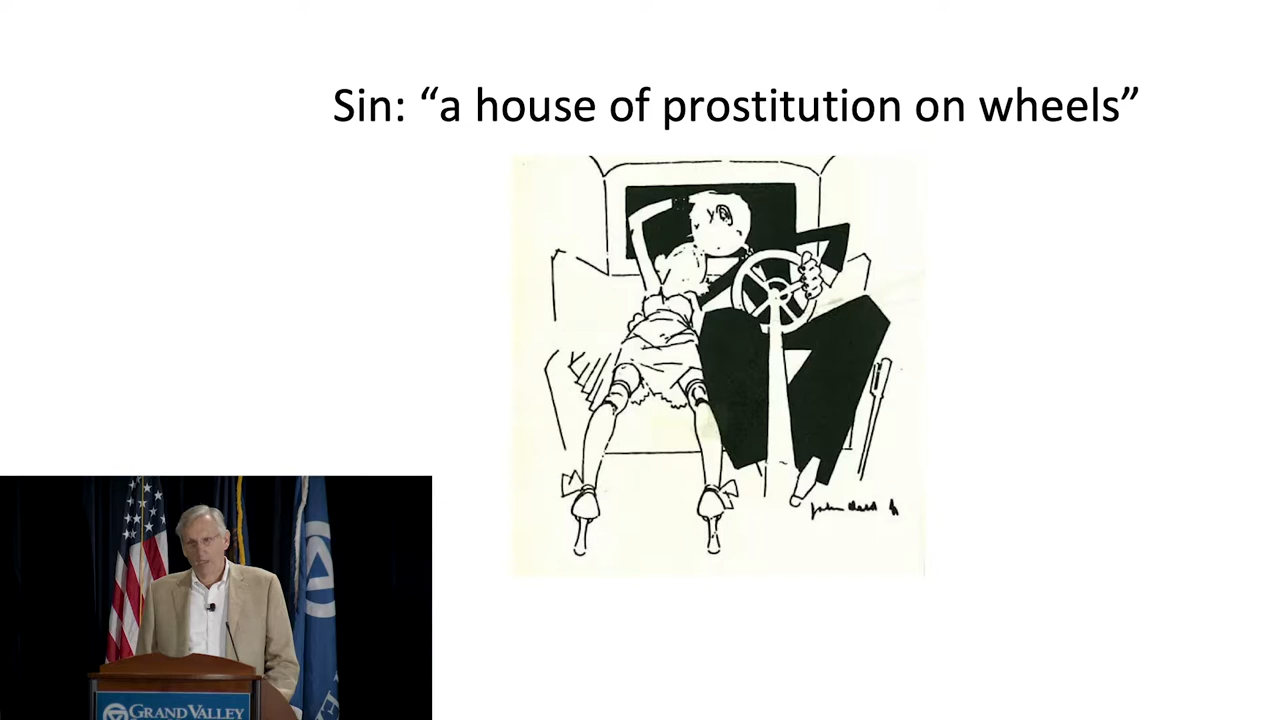 Sin: “a house of prostitution on wheels”
GRAND VALLEY